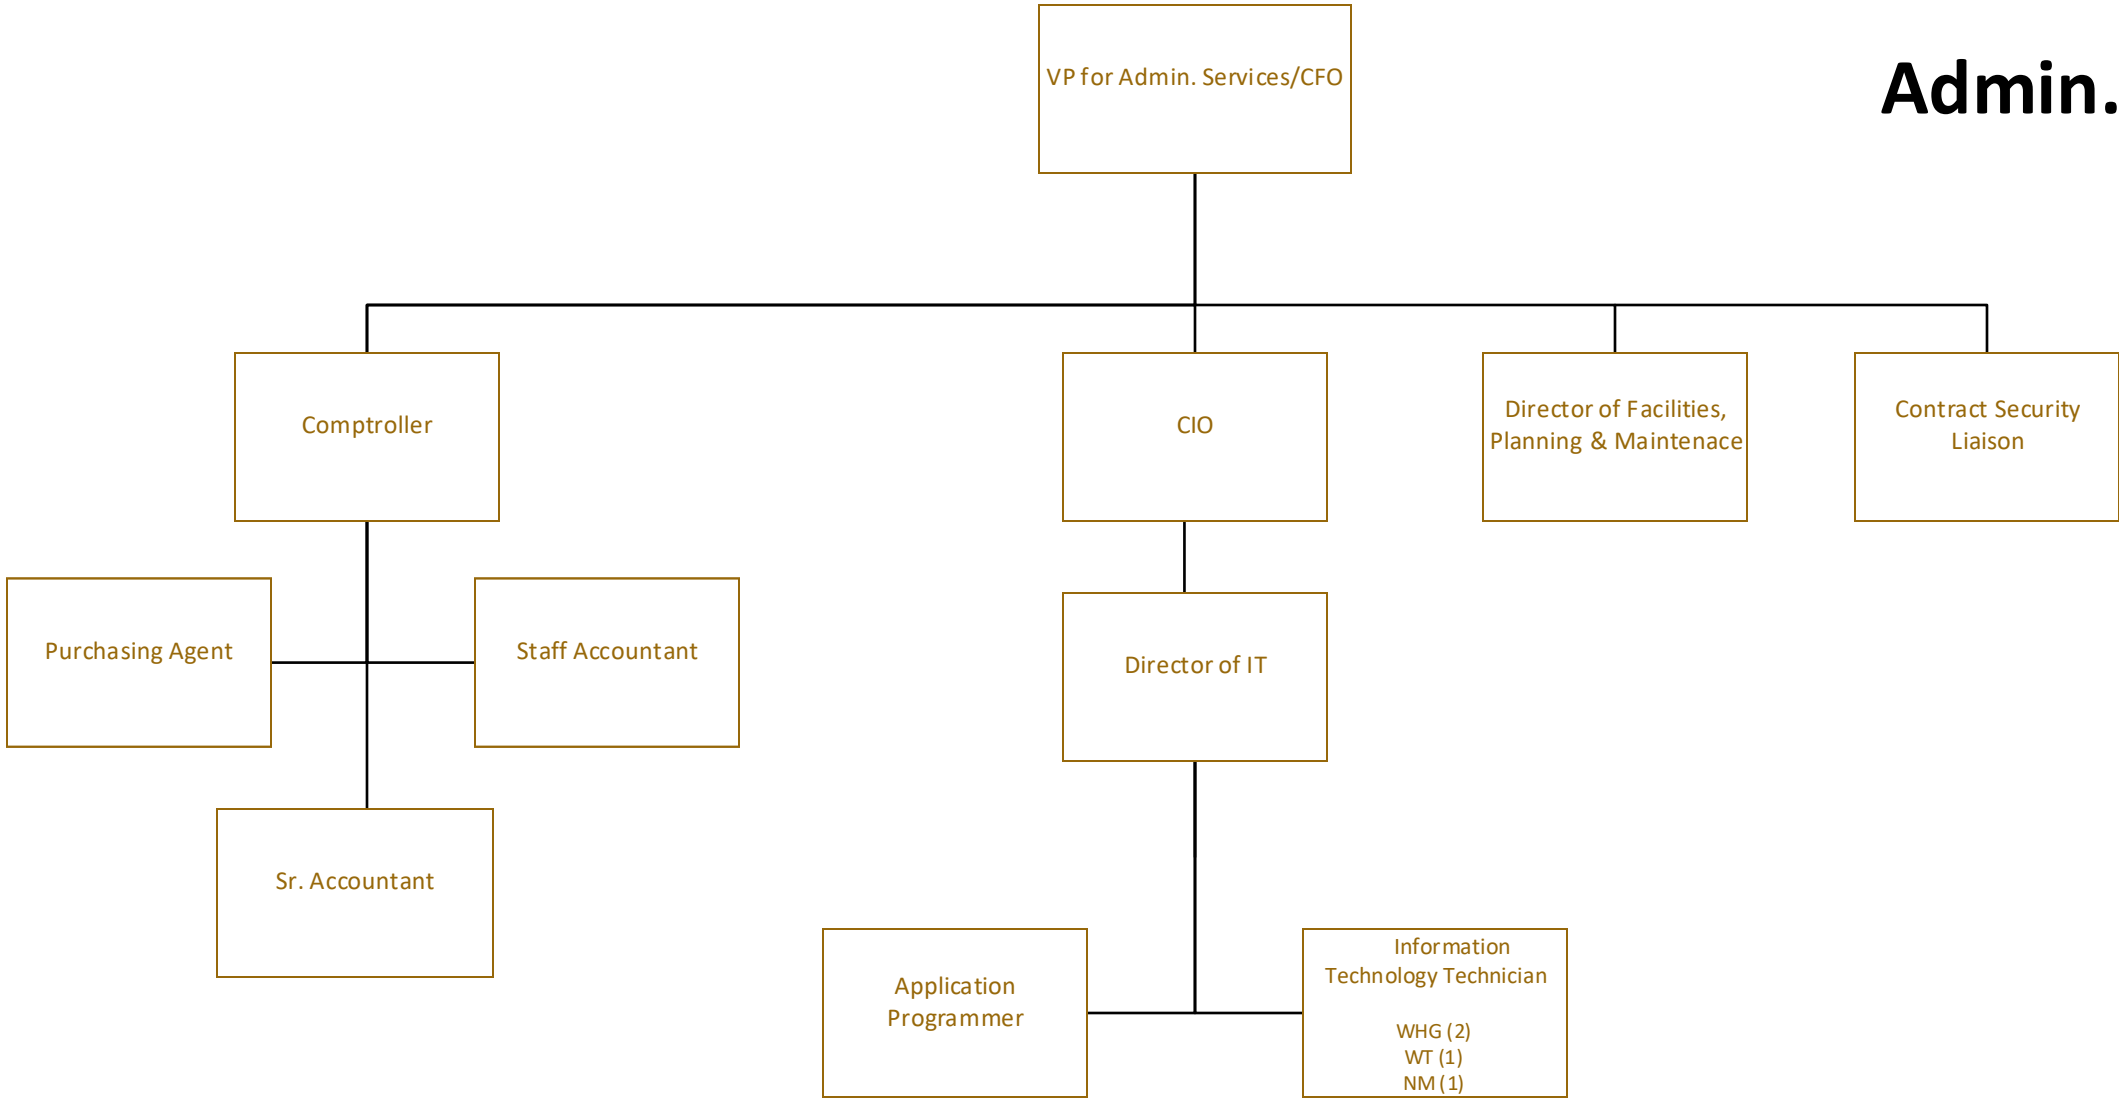 VP for Admin. Services/CFO
Admin.
Comptroller
CIO
Director of Facilities,
Planning & Maintenace
Contract Security
Liaison
Purchasing Agent
Staff Accountant
Director of IT
Sr. Accountant
Application
Programmer
Information
Technology Technician
WHG (2)
WT (1)
NM (1)